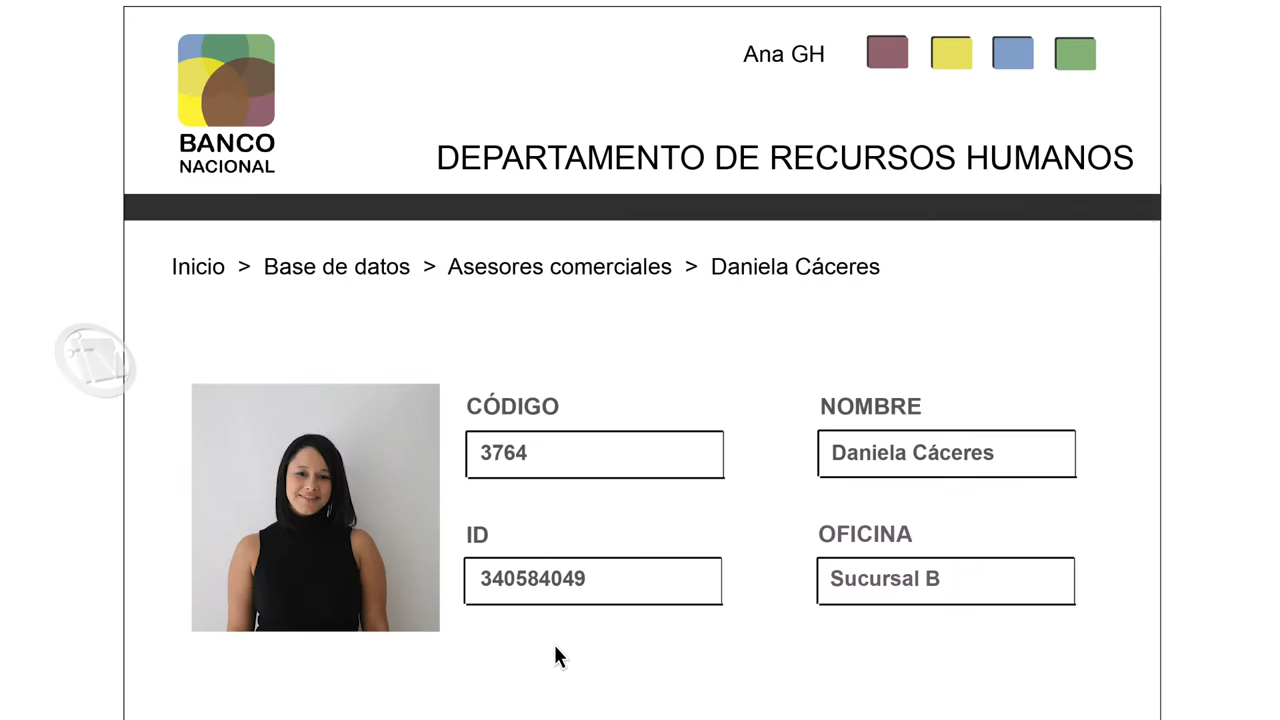 BANCO
NACIONAL
Ana GH
DEPARTAMENTO DE RECURSOS HUMANOS
Inicio > Base de datos > Asesores comerciales > Daniela Cáceres
CÓDIGO
3764
NOMBRE
Daniela Cáceres
ID
340584049
OFICINA
Sucursal B